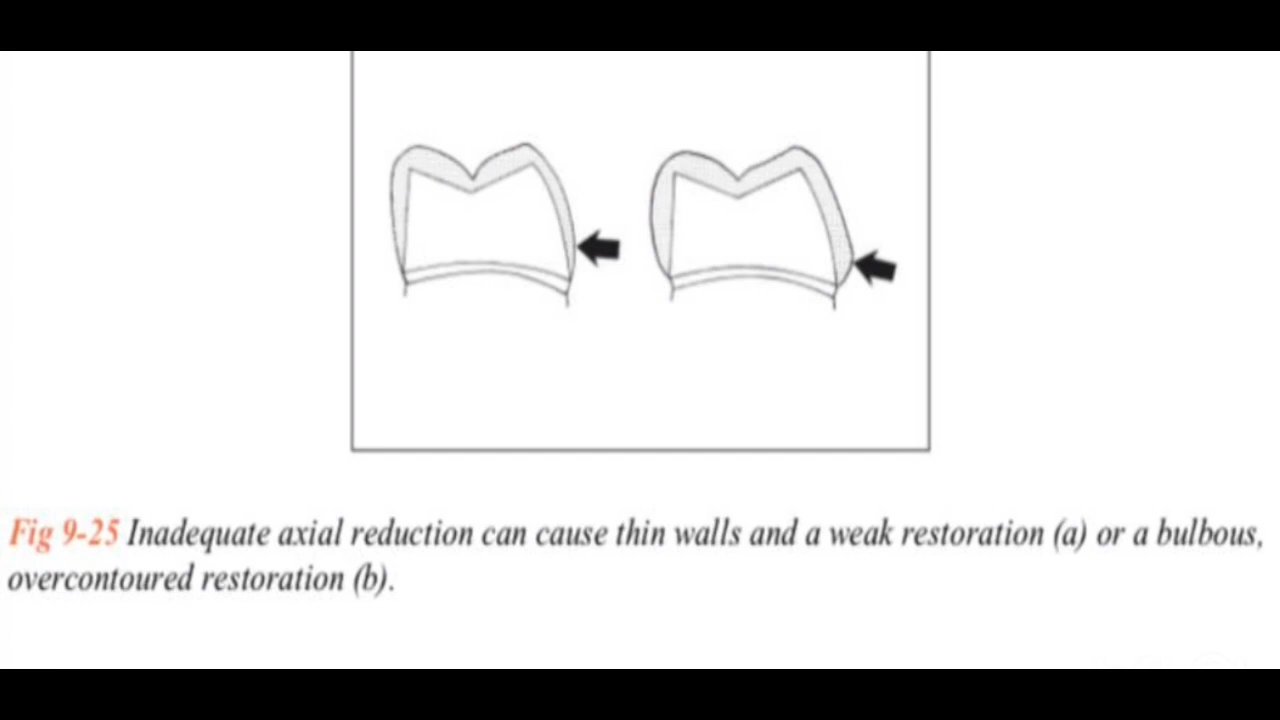 Fig 9-25 Inadequate axial reduction can cause thin walls and a weak restoration (a) or a bulbous,
overcontoured restoration (b).